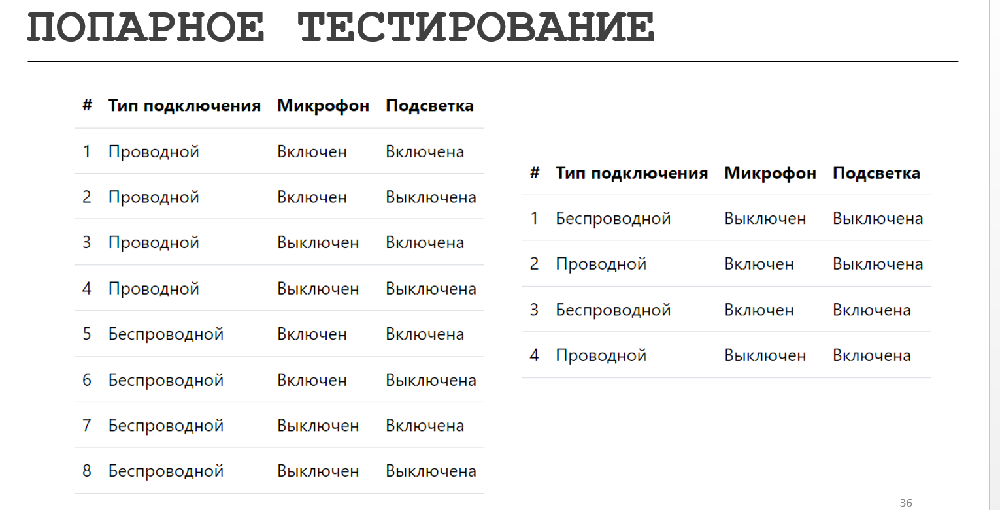 ПОПАРНОЕ ТЕСТИРОВАНИЕ
# Тип подключения Микрофон Подсветка
1 Проводной Включен Включена
2 Проводной Включен Выключена
3 Проводной Выключен Включена
4 Проводной Выключен Выключена
5 Беспроводной Включен Включена
6 Беспроводной Включен Выключена
7 Беспроводной Выключен Включена
8 Беспроводной Выключен Выключена
# Тип подключения Микрофон Подсветка
1 Беспроводной Выключен Выключена
2 Проводной Включен Выключена
3 Беспроводной Включен Включена
4 Проводной Выключен Включена
36